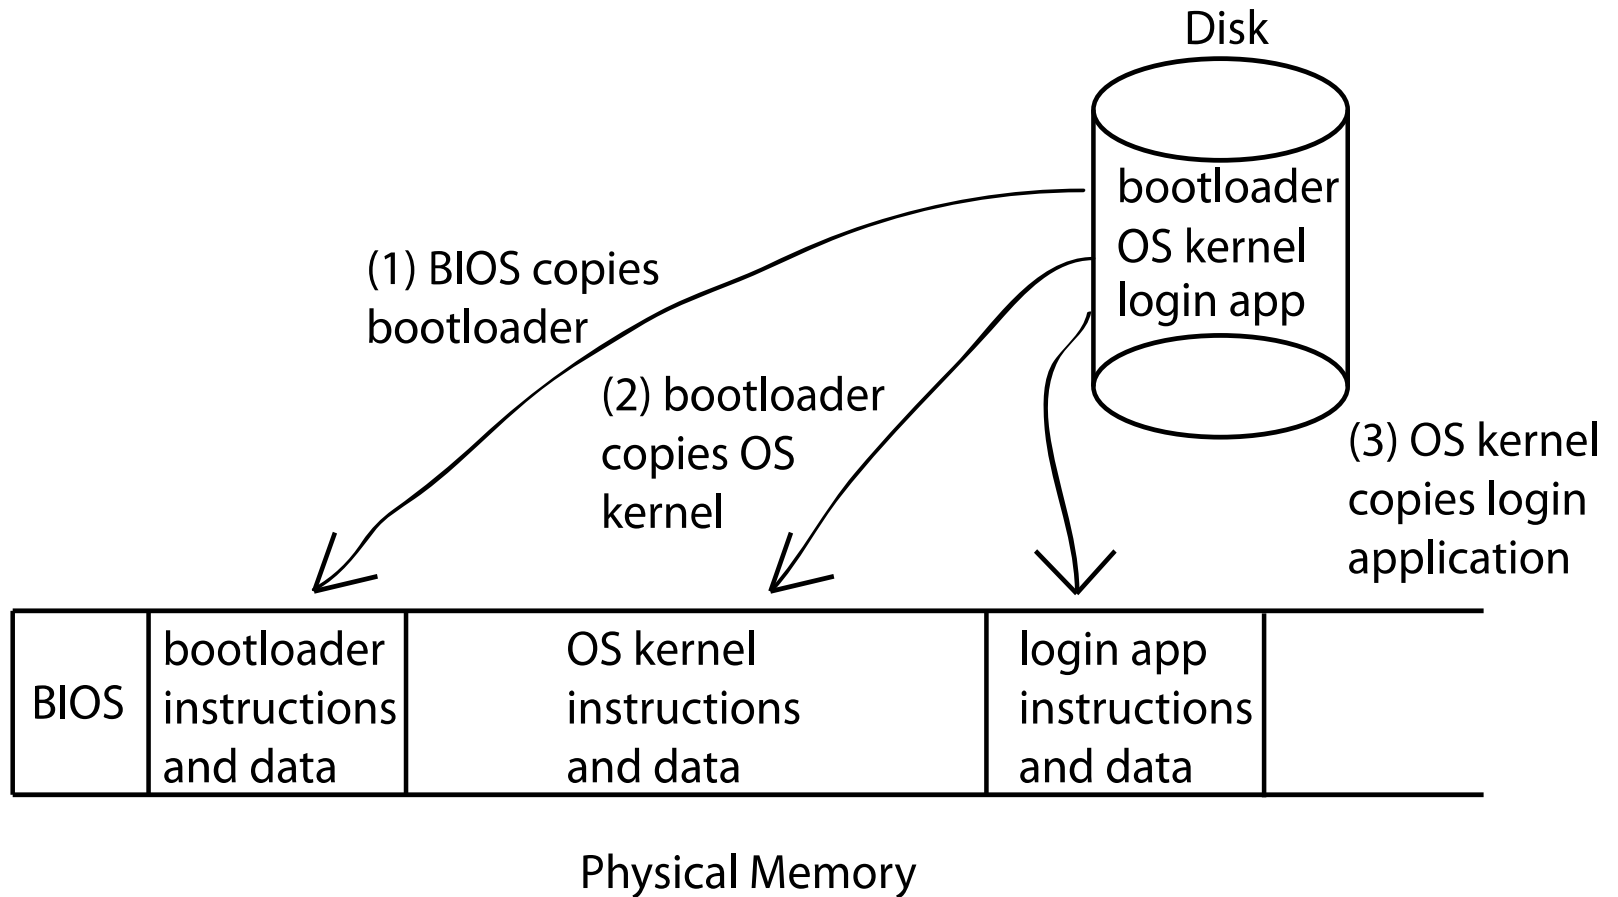 Disk
bootloader
OS kernel
login app
(1) BIOS copies
bootloader
(2) bootloader
copies OS
kernel
(3) OS kernel
copies login
application
BIOS
bootloader
instructions
and data
OS kernel
instructions
and data
login app
instructions
and data
Physical Memory